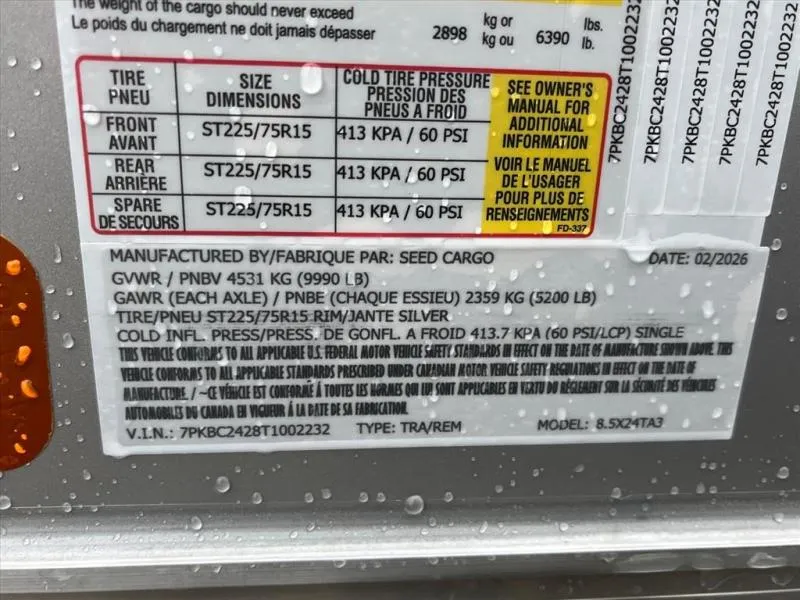 The weight of the cargo should never exceed
Le poids du chargement ne doit jamais dépasser
2898 kg or kg ou 6390 lbs. lb.
TIRE PNEU
SIZE DIMENSIONS
COLD TIRE PRESSURE PRESSION DES PNEUS A FROID
FRONT AVANT ST225/75R15 413 KPA / 60 PSI
REAR ARRIÈRE ST225/75R15 413 KPA / 60 PSI
SPARE DE SECOURS ST225/75R15 413 KPA / 60 PSI
SEE OWNER'S
MANUAL FOR
ADDITIONAL
INFORMATION
VOIR LE MANUEL
DE L'USAGER
POUR PLUS DE
RENSEIGNEMENTS
FD-337
7PKBC2428T1002232
7PKBC2428T1002232
7PKBC2428T1002232
7PKBC2428T1002232
7PKBC2428T1002232
MANUFACTURED BY/FABRIQUE PAR: SEED CARGO DATE: 02/2026
GVWR / PNBV 4531 KG (9990 LB)
GAWR (EACH AXLE) / PNBE (CHAQUE ESSIEU) 2359 KG (5200 LB)
TIRE/PNEU ST225/75R15 RIM/JANTE SILVER
COLD INFL. PRESS/PRESS. DE GONFL. A FROID 413.7 KPA (60 PSI/LCP) SINGLE
THIS VEHICLE CONFORMS TO ALL APPLICABLE U.S. FEDERAL MOTOR VEHICLE SAFETY STANDARDS IN EFFECT ON THE DATE OF MANUFACTURE SHOWN ABOVE. THIS
VEHICLE CONFORMS TO ALL APPLICABLE STANDARDS PRESCRIBED UNDER CANADIAN MOTOR VEHICLE SAFETY REGULATIONS IN EFFECT ON THE DATE OF
MANUFACTURE. / ~CE VÉHICLE EST CONFORMÉ À TOUTES LES NORMES QUI LUI SONT APPLICABLES EN VERTU DU RÈGLEMENT SUR LA SÉCURITÉ DES VÉHICLES
AUTOMOBILES DU CANADA EN VIGUEUR À LA DATE DE SA FABRICATION.
V.I.N.: 7PKBC2428T1002232 TYPE: TRA/REM MODEL: 8.5X24TA3